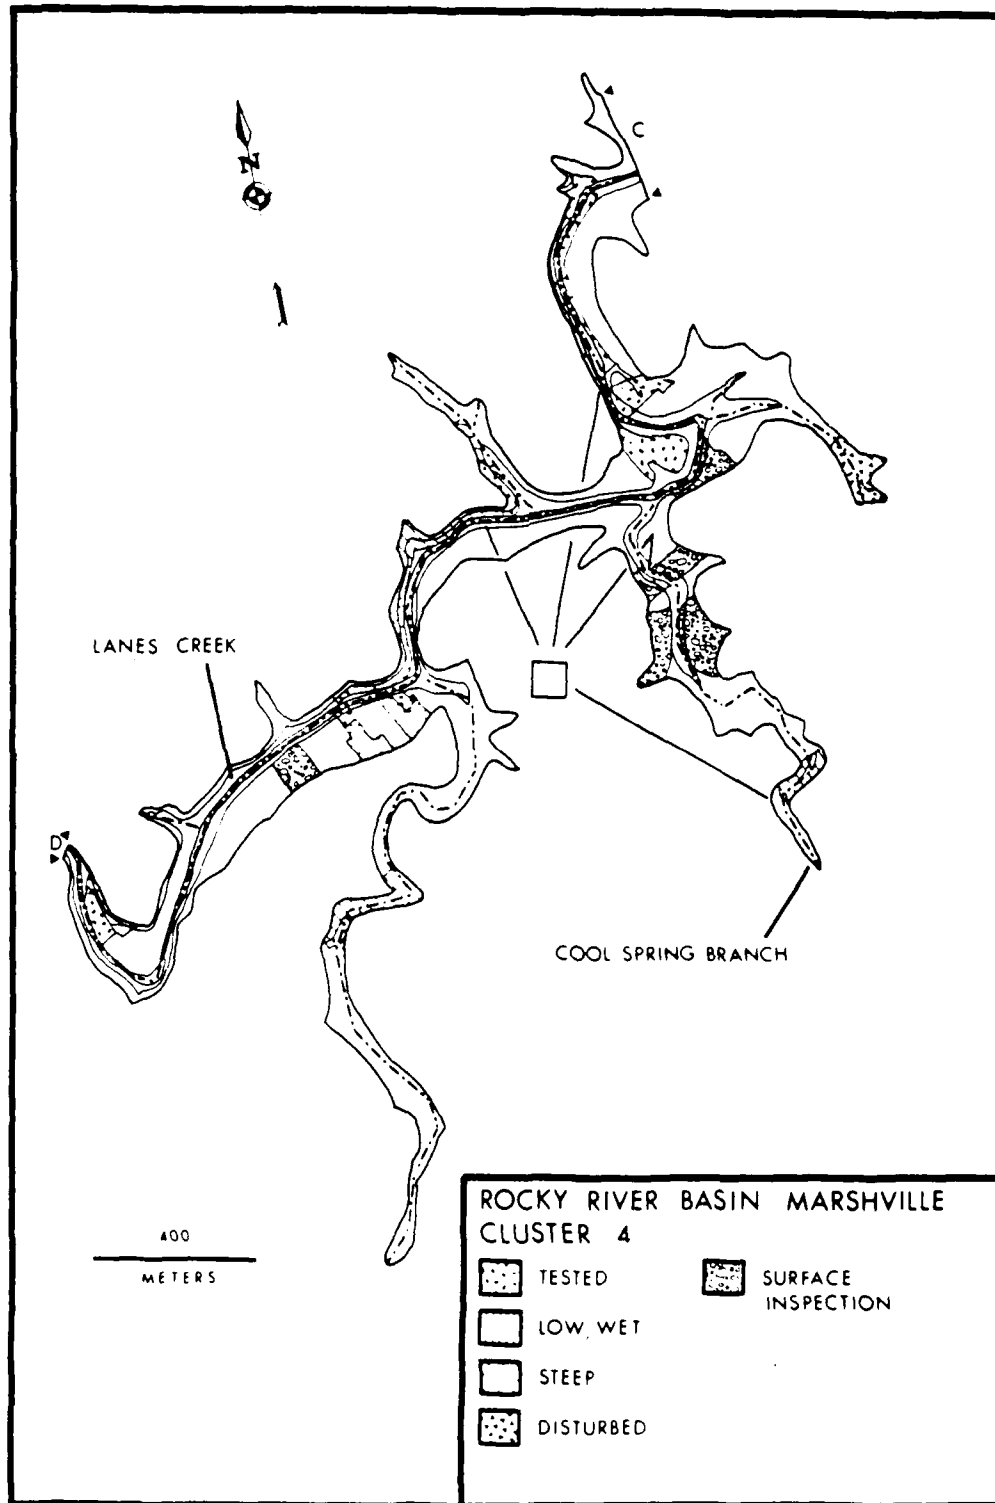 C
N
LANES CREEK
D
COOL SPRING BRANCH
400
METERS
ROCKY RIVER BASIN MARSHVILLE
CLUSTER 4
TESTED
LOW, WET
STEEP
DISTURBED
SURFACE
INSPECTION